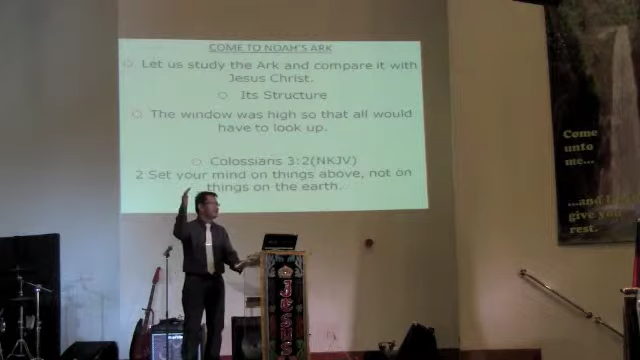 COME TO NOAH'S ARK
Let us study the Ark and compare it with
Jesus Christ.
Its Structure
The window was high so that all would
have to look up.
Colossians 3:2(NKJV)
2 Set your mind on things above, not on
things on the earth.
Come
unto
me...
...and I
give you
rest.
JESUS